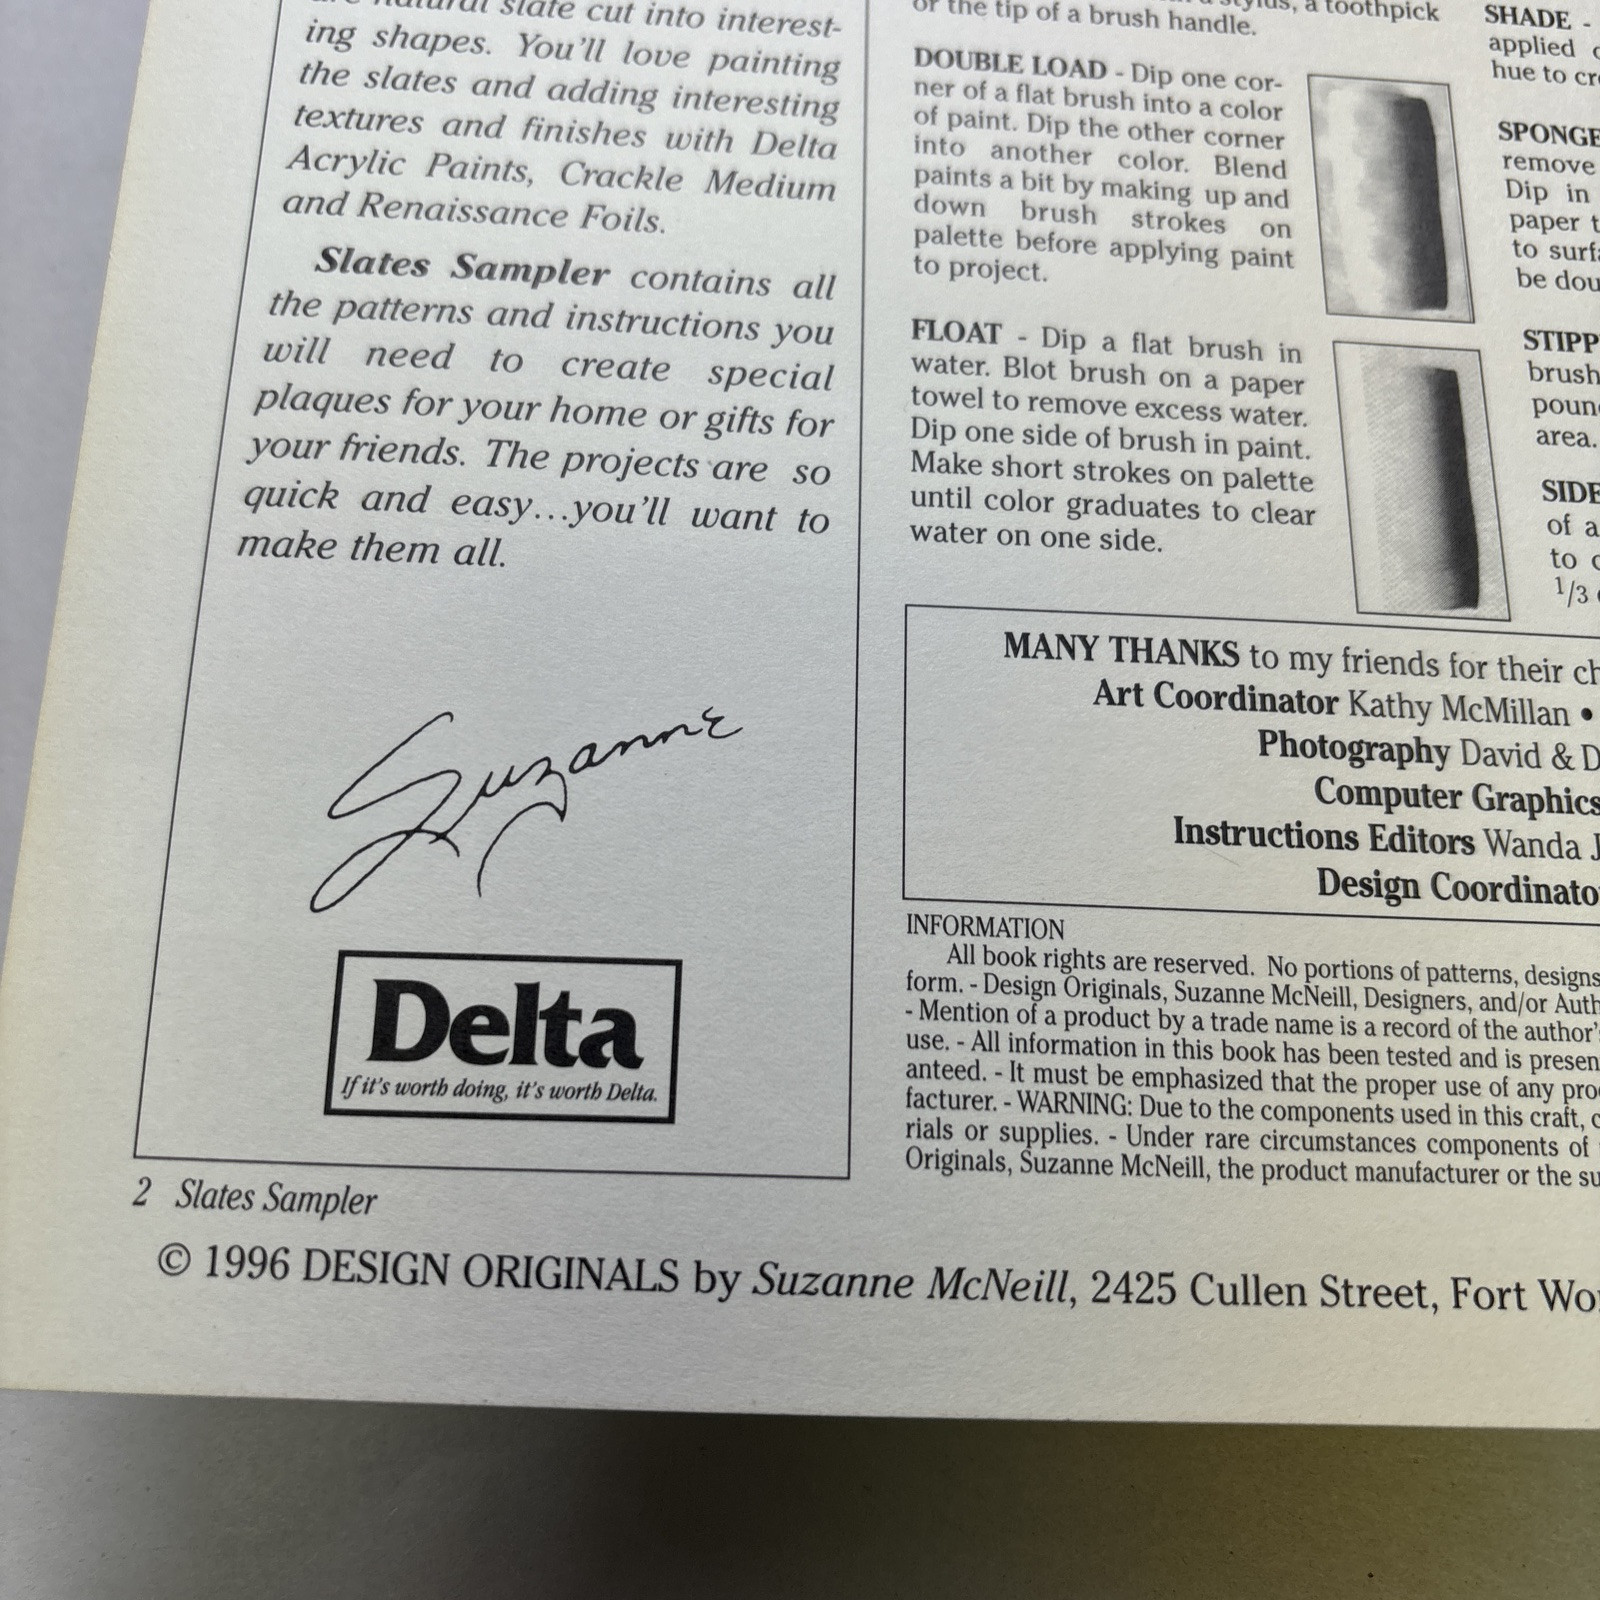 are natural slate cut into interest-
ing shapes. You'll love painting
the slates and adding interesting
textures and finishes with Delta
Acrylic Paints, Crackle Medium
and Renaissance Foils.
Slates Sampler contains all
the patterns and instructions you
will need to create special
plaques for your home or gifts for
your friends. The projects are so
quick and easy...you'll want to
make them all.
Suzanne
Delta
If it's worth doing, it's worth Delta.
stylus, a toothpick
or the tip of a brush handle.
DOUBLE LOAD - Dip one cor-
ner of a flat brush into a color
of paint. Dip the other corner
into another color. Blend
paints a bit by making up and
down brush strokes on
palette before applying paint
to project.
FLOAT - Dip a flat brush in
water. Blot brush on a paper
towel to remove excess water.
Dip one side of brush in paint.
Make short strokes on palette
until color graduates to clear
water on one side.
SHADE -
applied
hue to
SPONGE
remove
Dip in
paper
to
be
brush
area.
SIDE
of a
to
1/3
MANY THANKS to my friends for their
Art Coordinator Kathy McMillan •
Photography David &
Computer Graphics
Instructions Editors Wanda
Design
INFORMATION
All book rights are reserved. No portions of patterns, designs
form. - Design Originals, Suzanne McNeill, Designers, and/or
- Mention of a product by a trade name is a record of the author's
use. - All information in this book has been tested and is
anteed. - It must be emphasized that the proper use of any
facturer. - WARNING: Due to the components used in this craft,
rials or supplies. - Under rare circumstances components of
Originals, Suzanne McNeill, the product manufacturer or the
2 Slates Sampler
© 1996 DESIGN ORIGINALS by Suzanne McNeill, 2425 Cullen Street, Fort